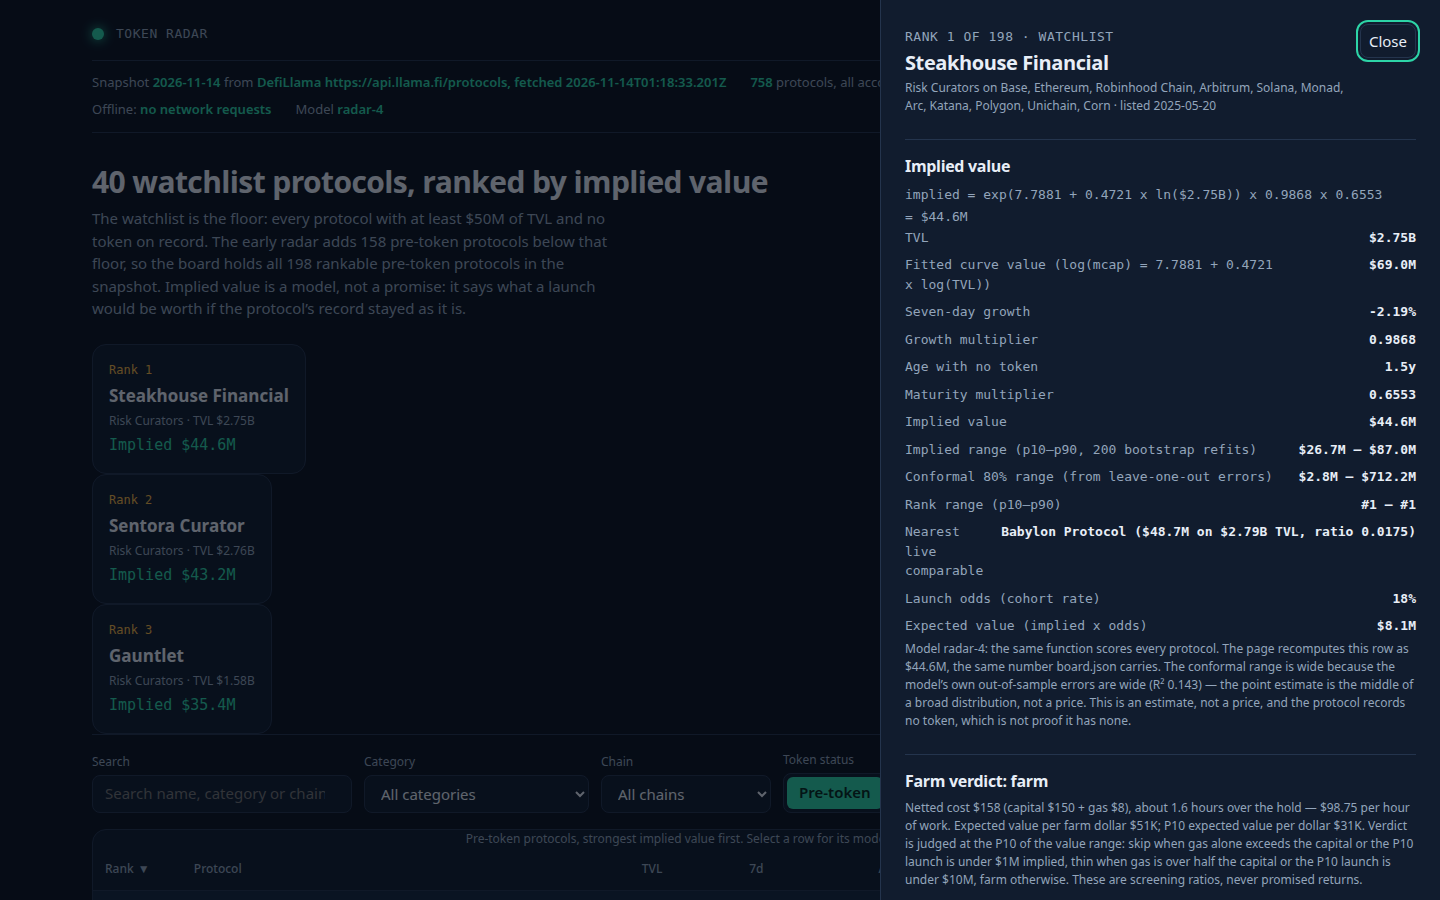 TOKEN RADAR
Snapshot 2026-11-14 from DefiLlama https://api.llama.fi/protocols, fetched 2026-11-14T01:18:33.201Z 758 protocols, all
Offline: no network requests Model radar-4
40 watchlist protocols, ranked by implied value
The watchlist is the floor: every protocol with at least $50M of TVL and no
token on record. The early radar adds 158 pre-token protocols below that
floor, so the board holds all 198 rankable pre-token protocols in the
snapshot. Implied value is a model, not a promise: it says what a launch
would be worth if the protocol's record stayed as it is.
Rank 1
Steakhouse Financial
Risk Curators · TVL $2.75B
Implied $44.6M
Rank 2
Sentora Curator
Risk Curators · TVL $2.76B
Implied $43.2M
Rank 3
Gauntlet
Risk Curators · TVL $1.58B
Implied $35.4M
Search
Category
Chain
Token status
Search name, category or chain
All categories
All chains
Pre-token
Pre-token protocols, strongest implied value first. Select a row for its
Rank ▼ Protocol TVL 7d
RANK 1 OF 198 · WATCHLIST
Close
Steakhouse Financial
Risk Curators on Base, Ethereum, Robinhood Chain, Arbitrum, Solana, Monad,
Arc, Katana, Polygon, Unichain, Corn · listed 2025-05-20
Implied value
implied = exp(7.7881 + 0.4721 x ln($2.75B)) x 0.9868 x 0.6553
= $44.6M
TVL $2.75B
Fitted curve value (log(mcap) = 7.7881 + 0.4721 $69.0M
x log(TVL))
Seven-day growth -2.19%
Growth multiplier 0.9868
Age with no token 1.5y
Maturity multiplier 0.6553
Implied value $44.6M
Implied range (p10–p90, 200 bootstrap refits) $26.7M — $87.0M
Conformal 80% range (from leave-one-out errors) $2.8M — $712.2M
Rank range (p10–p90) #1 — #1
Nearest Babylon Protocol ($48.7M on $2.79B TVL, ratio 0.0175)
live
comparable
Launch odds (cohort rate) 18%
Expected value (implied x odds) $8.1M
Model radar-4: the same function scores every protocol. The page recomputes this row as
$44.6M, the same number board.json carries. The conformal range is wide because the
model's own out-of-sample errors are wide (R² 0.143) — the point estimate is the middle of
a broad distribution, not a price. This is an estimate, not a price, and the protocol records
no token, which is not proof it has none.
Farm verdict: farm
Netted cost $158 (capital $150 + gas $8), about 1.6 hours over the hold — $98.75 per hour
of work. Expected value per farm dollar $51K; P10 expected value per dollar $31K. Verdict
is judged at the P10 of the value range: skip when gas alone exceeds the capital or the P10
launch is under $1M implied, thin when gas is over half the capital or the P10 launch is
under $10M, farm otherwise. These are screening ratios, never promised returns.